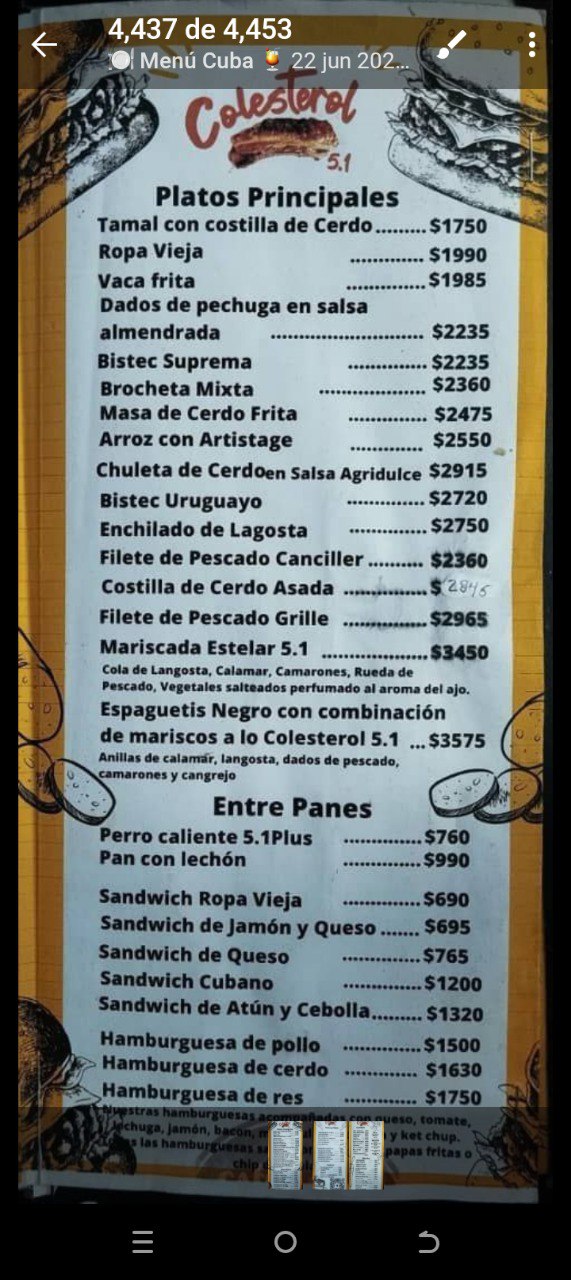 4,437 de 4,453
🍽 Menú Cuba 🍹 22 jun 202...
Colesterol
5.1
Platos Principales
Tamal con costilla de Cerdo......... $1750
Ropa Vieja ............. $1990
Vaca frita .............. $1985
Dados de pechuga en salsa
almendrada ........................... $2235
Bistec Suprema .............. $2235
Brocheta Mixta ................... $2360
Masa de Cerdo Frita .............. $2475
Arroz con Artistage ............. $2550
Chuleta de Cerdoen Salsa Agridulce $2915
Bistec Uruguayo .............. $2720
Enchilado de Lagosta .............. $2750
Filete de Pescado Canciller .......... $2360
Costilla de Cerdo Asada ............... $ 2845
Filete de Pescado Grille ............... $2965
Mariscada Estelar 5.1 ................... $3450
Cola de Langosta, Calamar, Camarones, Rueda de
Pescado, Vegetales salteados perfumado al aroma del ajo.
Espaguetis Negro con combinación
de mariscos a lo Colesterol 5.1 ... $3575
Anillas de calamar, langosta, dados de pescado,
camarones y cangrejo
Entre Panes
Perro caliente 5.1Plus .............. $760
Pan con lechón .............. $990
Sandwich Ropa Vieja .............. $690
Sandwich de Jamón y Queso ....... $695
Sandwich de Queso .............. $765
Sandwich Cubano .............. $1200
Sandwich de Atún y Cebolla......... $1320
Hamburguesa de pollo .............. $1500
Hamburguesa de cerdo ............. $1630
Hamburguesa de res ............. $1750
Nuestras hamburguesas acompañadas con queso, tomate,
lechuga, jamón, bacon, y ket chup.
las hamburguesas papas fritas o
chip